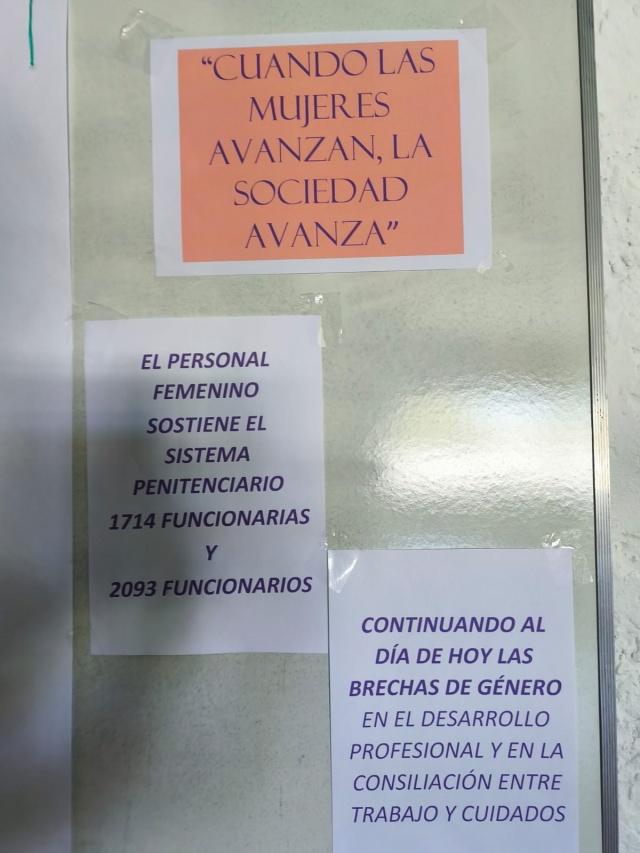 “CUANDO LAS
MUJERES
AVANZAN, LA
SOCIEDAD
AVANZA”
EL PERSONAL
FEMENINO
SOSTIENE EL
SISTEMA
PENITENCIARIO
1714 FUNCIONARIAS
Y
2093 FUNCIONARIOS
CONTINUANDO AL
DÍA DE HOY LAS
BRECHAS DE GÉNERO
EN EL DESARROLLO
PROFESIONAL Y EN LA
CONSILIACIÓN ENTRE
TRABAJO Y CUIDADOS